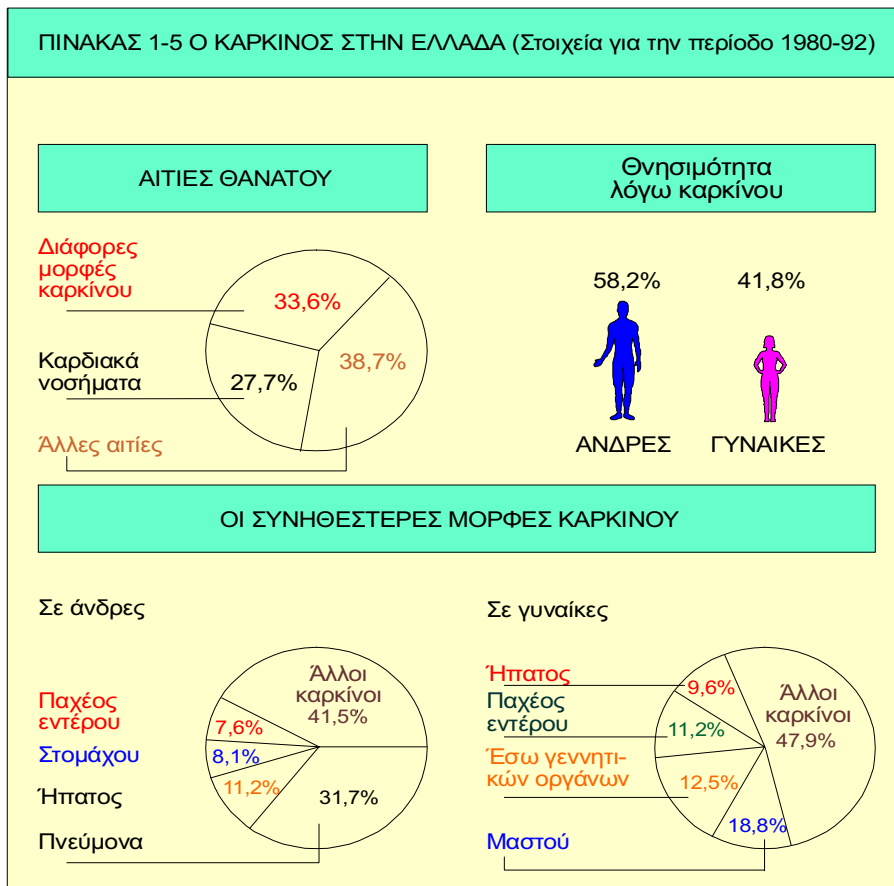 ΠΙΝΑΚΑΣ 1-5 Ο ΚΑΡΚΙΝΟΣ ΣΤΗΝ ΕΛΛΑΔΑ (Στοιχεία για την περίοδο 1980-92)
ΑΙΤΙΕΣ ΘΑΝΑΤΟΥ
Διάφορες
μορφές
καρκίνου
33,6%
Καρδιακά
νοσήματα
27,7%
38,7%
Άλλες αιτίες
Θνησιμότητα
λόγω καρκίνου
58,2%
41,8%
ΑΝΔΡΕΣ
ΓΥΝΑΙΚΕΣ
ΟΙ ΣΥΝΗΘΕΣΤΕΡΕΣ ΜΟΡΦΕΣ ΚΑΡΚΙΝΟΥ
Σε άνδρες
Άλλοι
καρκίνοι
41,5%
Παχέος
εντέρου
7,6%
Στομάχου
8,1%
Ήπατος
11,2%
31,7%
Πνεύμονα
Σε γυναίκες
Ήπατος
9,6%
Άλλοι
καρκίνοι
47,9%
Παχέος
εντέρου
11,2%
Έσω γεννητι-
κών οργάνων
12,5%
Μαστού
18,8%